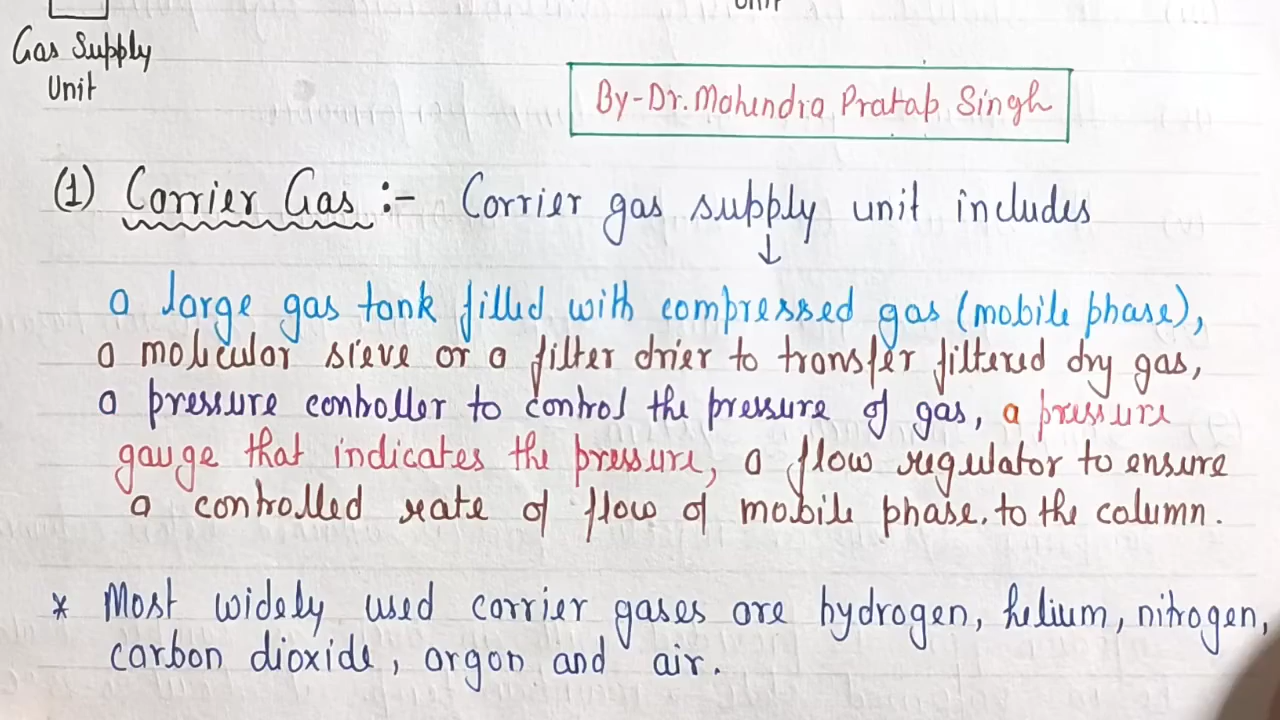 Unit
Gas Supply
Unit
By-Dr. Mahendra Pratap Singh
(1) Carrier Gas :- Carrier gas supply unit includes
↓
a large gas tank filled with compressed gas (mobile phase),
a molecular sieve or a filter drier to transfer filtered dry gas,
a pressure controller to control the pressure of gas, a pressure
gauge that indicates the pressure, a flow regulator to ensure
a controlled rate of flow of mobile phase. to the column.
* Most widely used carrier gases are hydrogen, helium, nitrogen,
carbon dioxide, argon and air.